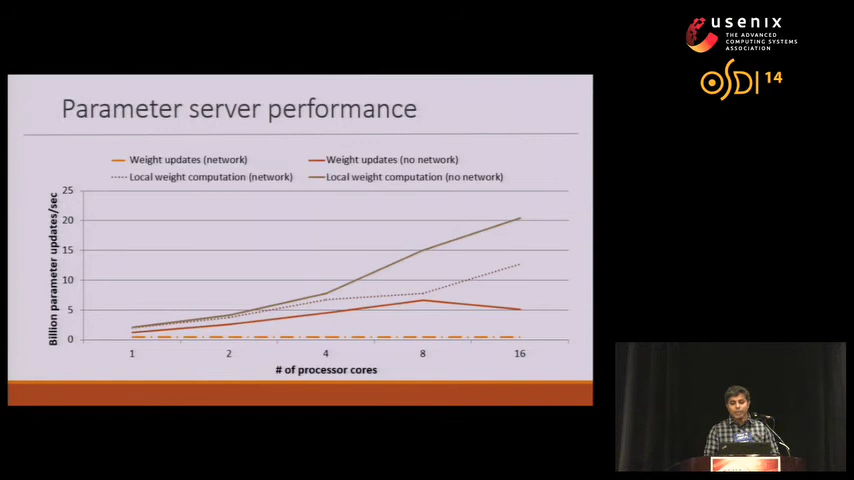 usenix
THE ADVANCED
COMPUTING SYSTEMS
ASSOCIATION
OSDI 14
Parameter server performance
Weight updates (network)
Weight updates (no network)
Local weight computation (network)
Local weight computation (no network)
Billion parameter updates/sec
25
20
15
10
5
0
1 2 4 8 16
# of processor cores